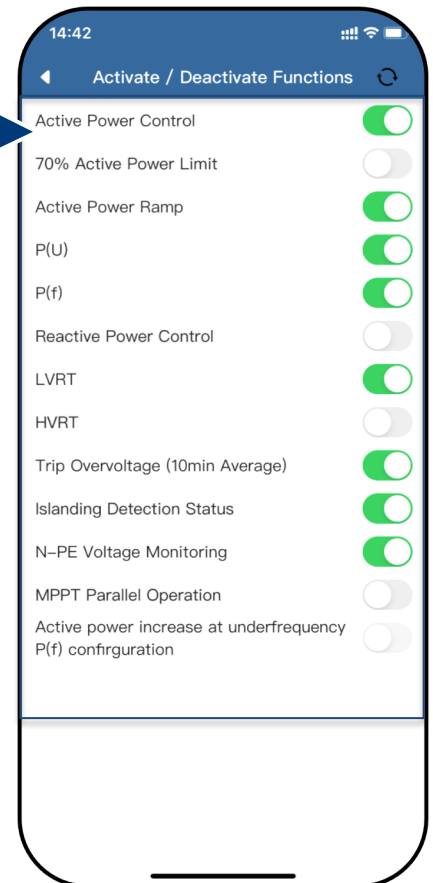 14:42
Activate / Deactivate Functions
Active Power Control
70% Active Power Limit
Active Power Ramp
P(U)
P(f)
Reactive Power Control
LVRT
HVRT
Trip Overvoltage (10min Average)
Islanding Detection Status
N-PE Voltage Monitoring
MPPT Parallel Operation
Active power increase at underfrequency
P(f) confirguration